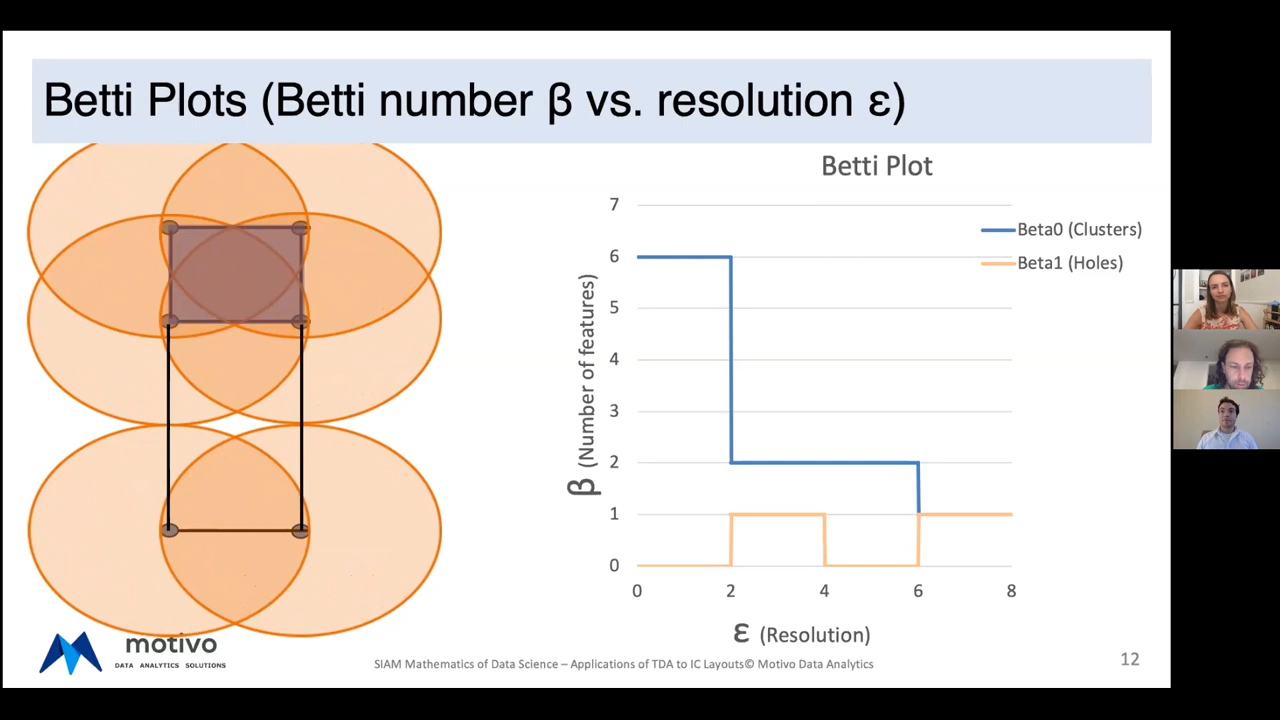 Betti Plots (Betti number β vs. resolution ε)
Betti Plot
7
6
5
4
3
2
1
0
β (Number of features)
Beta0 (Clusters)
Beta1 (Holes)
0 2 4 6 8
ε (Resolution)
motivo
DATA ANALYTICS SOLUTIONS
SIAM Mathematics of Data Science – Applications of TDA to IC Layouts© Motivo Data Analytics
12